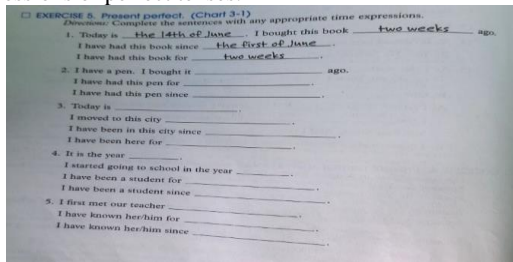 EXERCISE 5. Present perfect. (Chart 3-1)
Directions: Complete the sentences with any appropriate time expressions.
1. Today is the 14th of June. I bought this book two weeks ago.
I have had this book since the first of June.
I have had this book for two weeks.
2. I have a pen. I bought it ago.
I have had this pen for .
I have had this pen since .
3. Today is .
I moved to this city .
I have been in this city since .
I have been here for .
4. It is the year .
I started going to school in the year .
I have been a student for .
I have been a student since .
5. I first met our teacher .
I have known her/him for .
I have known her/him since .